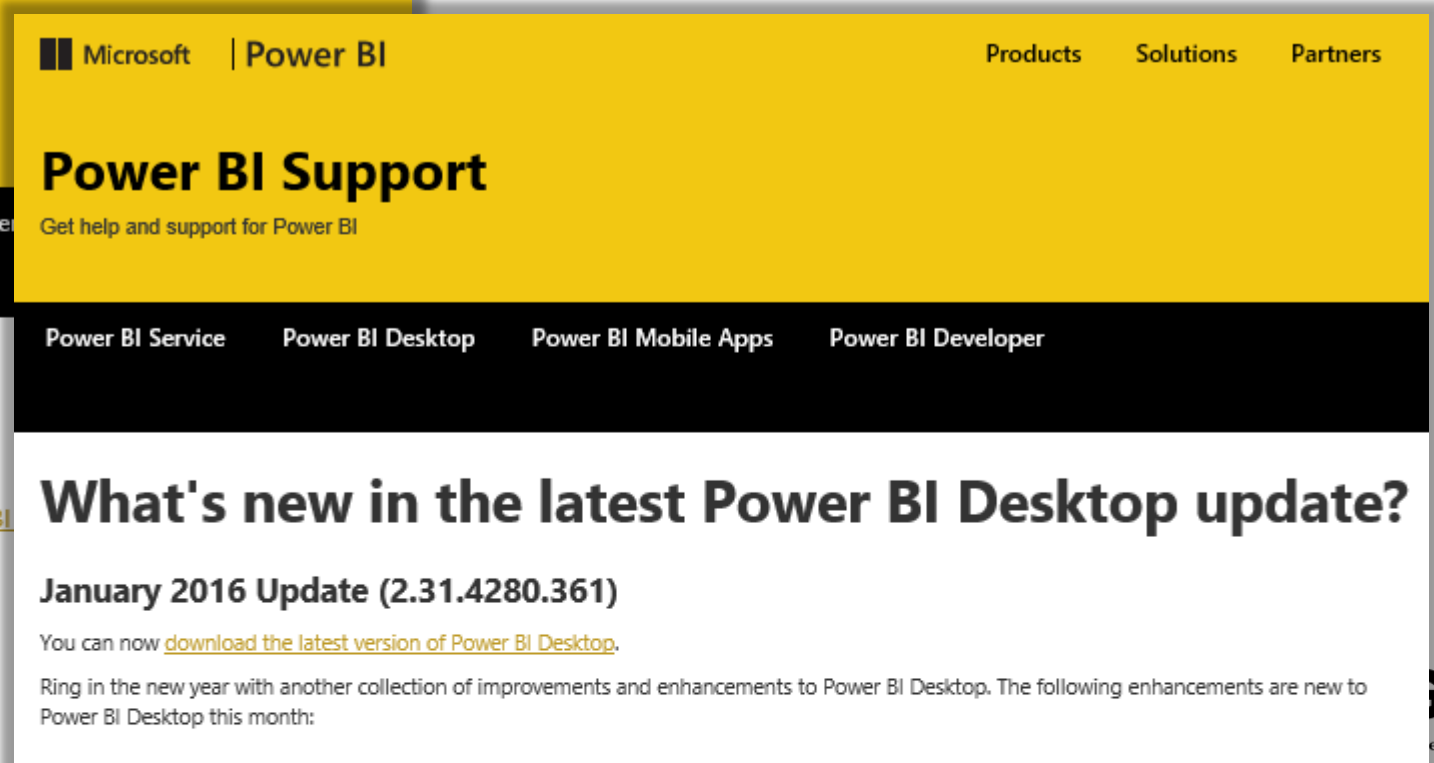 Microsoft | Power BI Products Solutions Partners
Power BI Support
Get help and support for Power BI
Power BI Service Power BI Desktop Power BI Mobile Apps Power BI Developer
What's new in the latest Power BI Desktop update?
January 2016 Update (2.31.4280.361)
You can now download the latest version of Power BI Desktop.
Ring in the new year with another collection of improvements and enhancements to Power BI Desktop. The following enhancements are new to
Power BI Desktop this month: